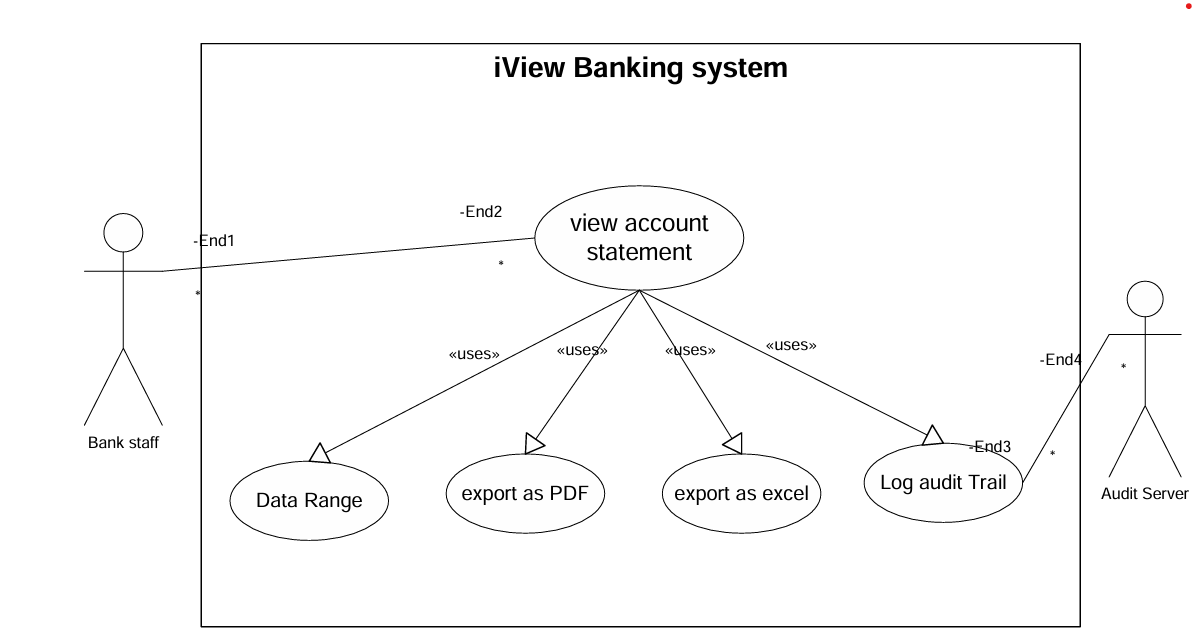 iView Banking system
view account
statement
-End2
-End1
*
*
«uses»
«uses»
«uses»
«uses»
-End4
*
-End3
*
Bank staff
Data Range
export as PDF
export as excel
Log audit Trail
Audit Server